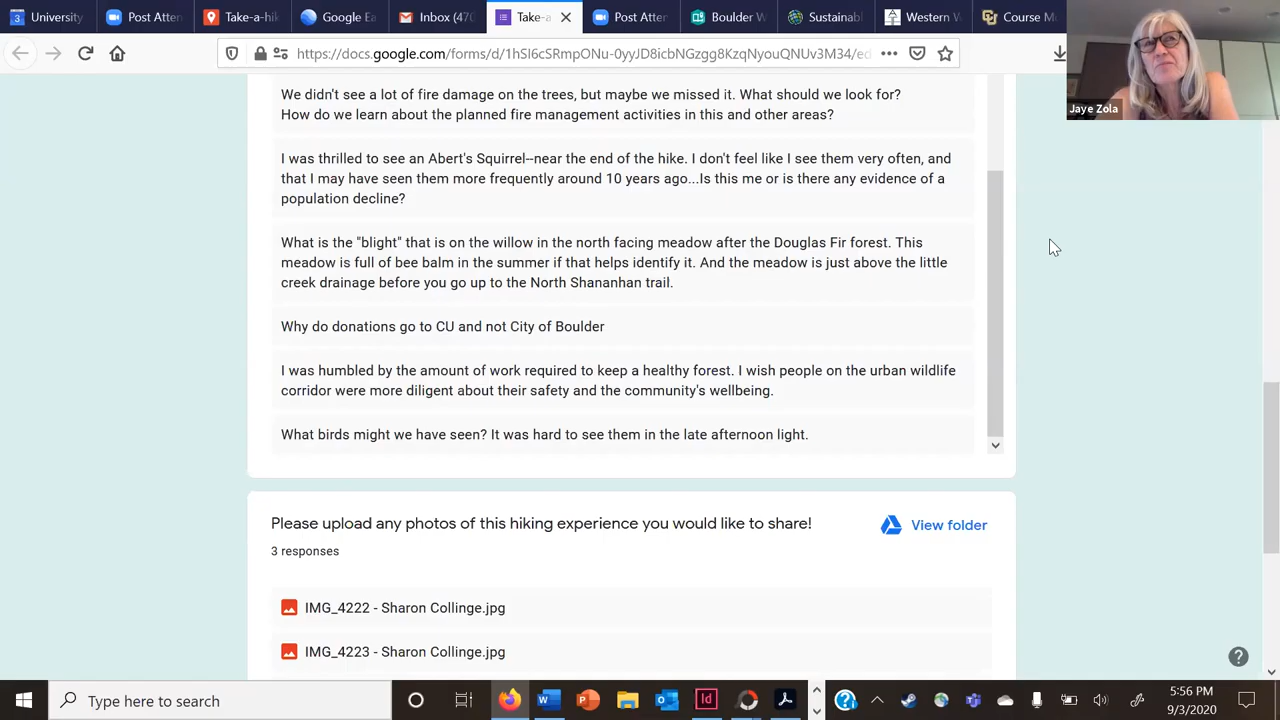 University
Post Atten
Take-a-hik
Google Ea
Inbox (470
Take-a
Post Atten
Boulder W
Sustainabl
Western W
Course Mo
https://docs.google.com/forms/d/1hSl6cSRmpONu-0yyJD8icbNGzgg8KzqNyouQNUv3M34/ed
Jaye Zola
We didn't see a lot of fire damage on the trees, but maybe we missed it. What should we look for?
How do we learn about the planned fire management activities in this and other areas?
I was thrilled to see an Abert's Squirrel--near the end of the hike. I don't feel like I see them very often, and
that I may have seen them more frequently around 10 years ago...Is this me or is there any evidence of a
population decline?
What is the "blight" that is on the willow in the north facing meadow after the Douglas Fir forest. This
meadow is full of bee balm in the summer if that helps identify it. And the meadow is just above the little
creek drainage before you go up to the North Shananhan trail.
Why do donations go to CU and not City of Boulder
I was humbled by the amount of work required to keep a healthy forest. I wish people on the urban wildlife
corridor were more diligent about their safety and the community's wellbeing.
What birds might we have seen? It was hard to see them in the late afternoon light.
Please upload any photos of this hiking experience you would like to share!
View folder
3 responses
IMG_4222 - Sharon Collinge.jpg
IMG_4223 - Sharon Collinge.jpg
Type here to search
5:56 PM
9/3/2020